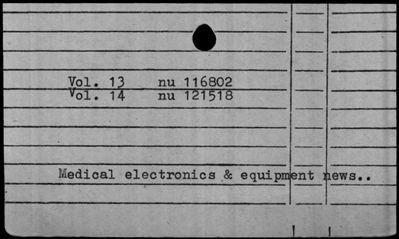 Vol. 13 nu 116802
Vol. 14 nu 121518
Medical electronics & equipment news..